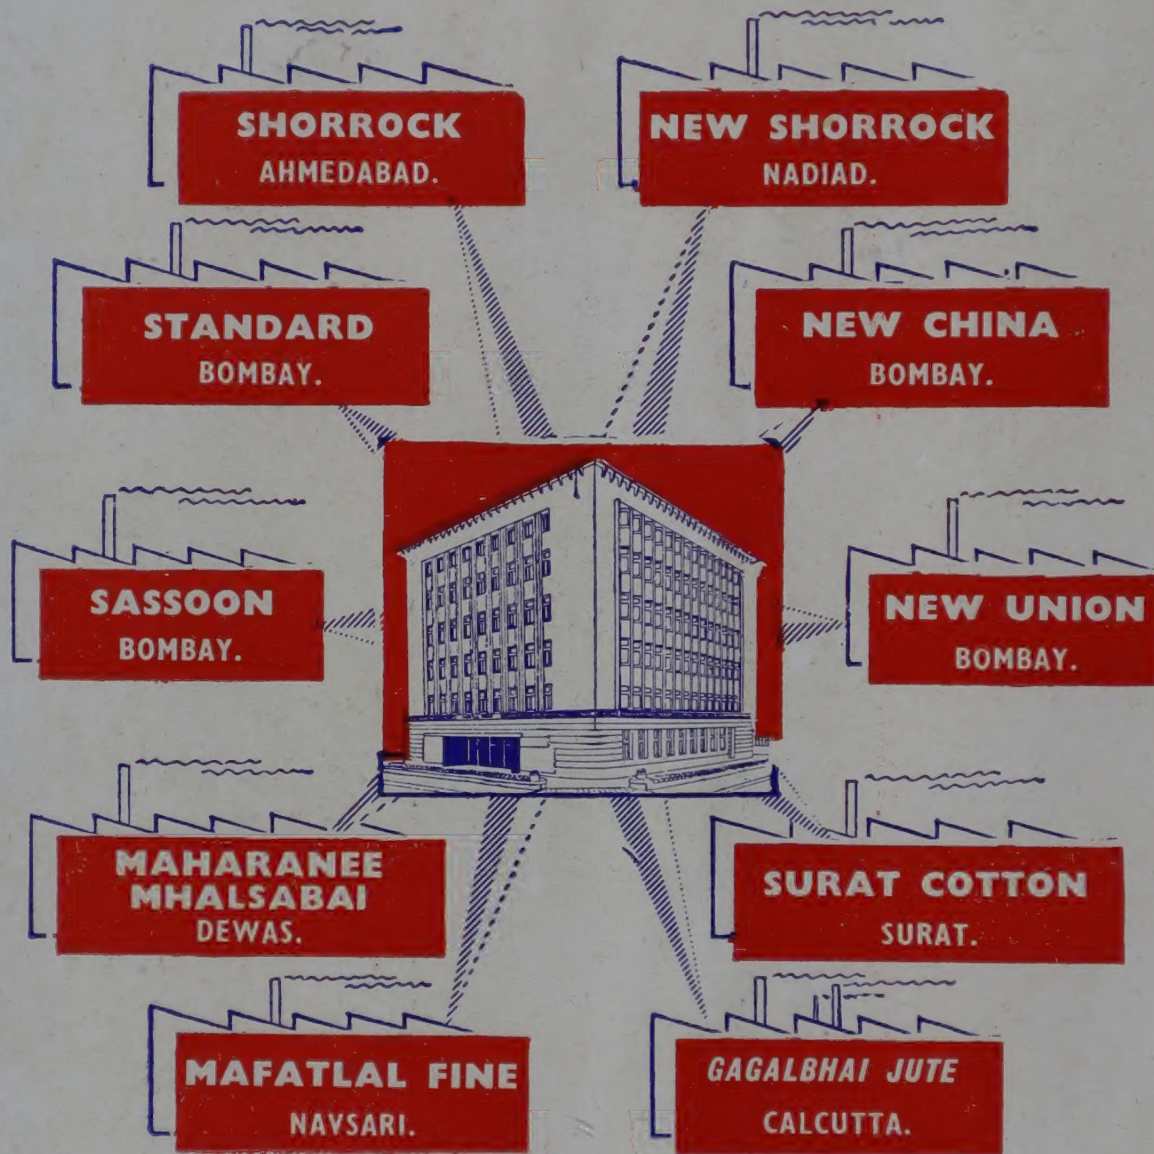 SHORROCK
AHMEDABAD.
NEW SHORROCK
NADIAD.
STANDARD
BOMBAY.
NEW CHINA
BOMBAY.
SASSOON
BOMBAY.
NEW UNION
BOMBAY.
MAHARANEE
MHALSABAI
DEWAS.
SURAT COTTON
SURAT.
MAFATLAL FINE
NAVSARI.
GAGALBHAI JUTE
CALCUTTA.